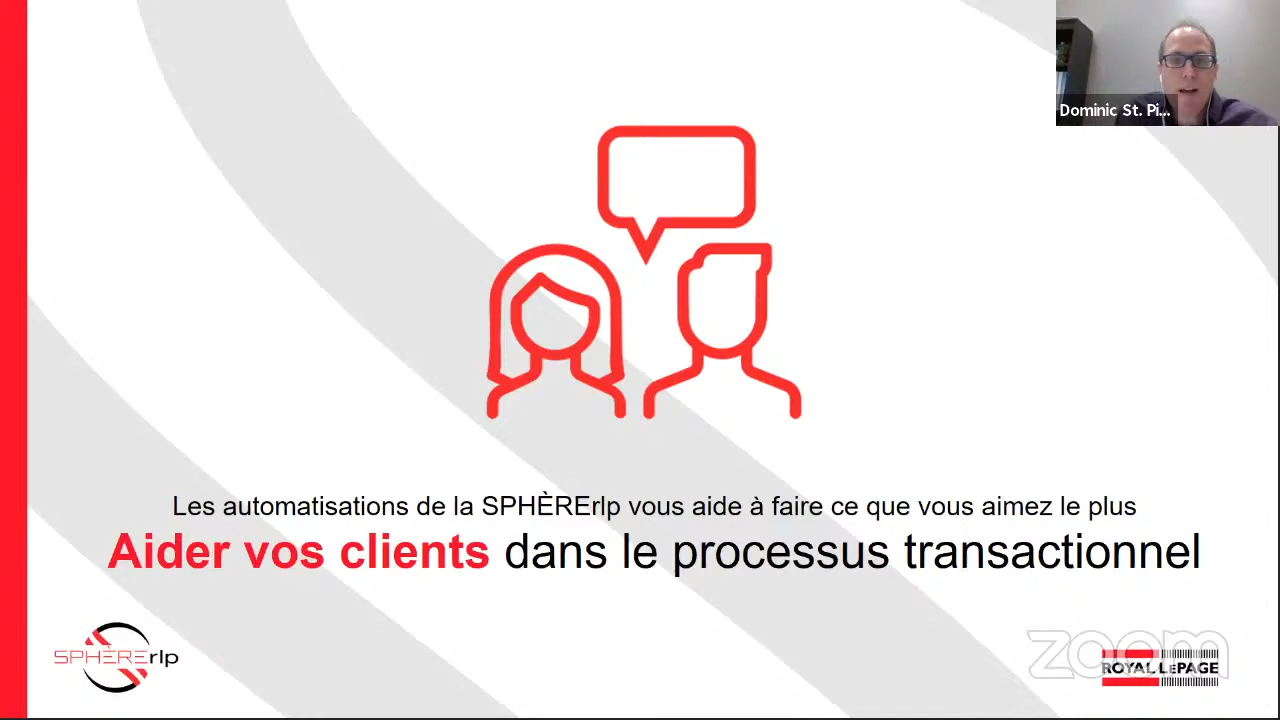 Dominic St. Pi...
Les automatisations de la SPHÈRErlp vous aide à faire ce que vous aimez le plus
Aider vos clients dans le processus transactionnel
SPHÈRErlp
zoom
ROYAL LEPAGE